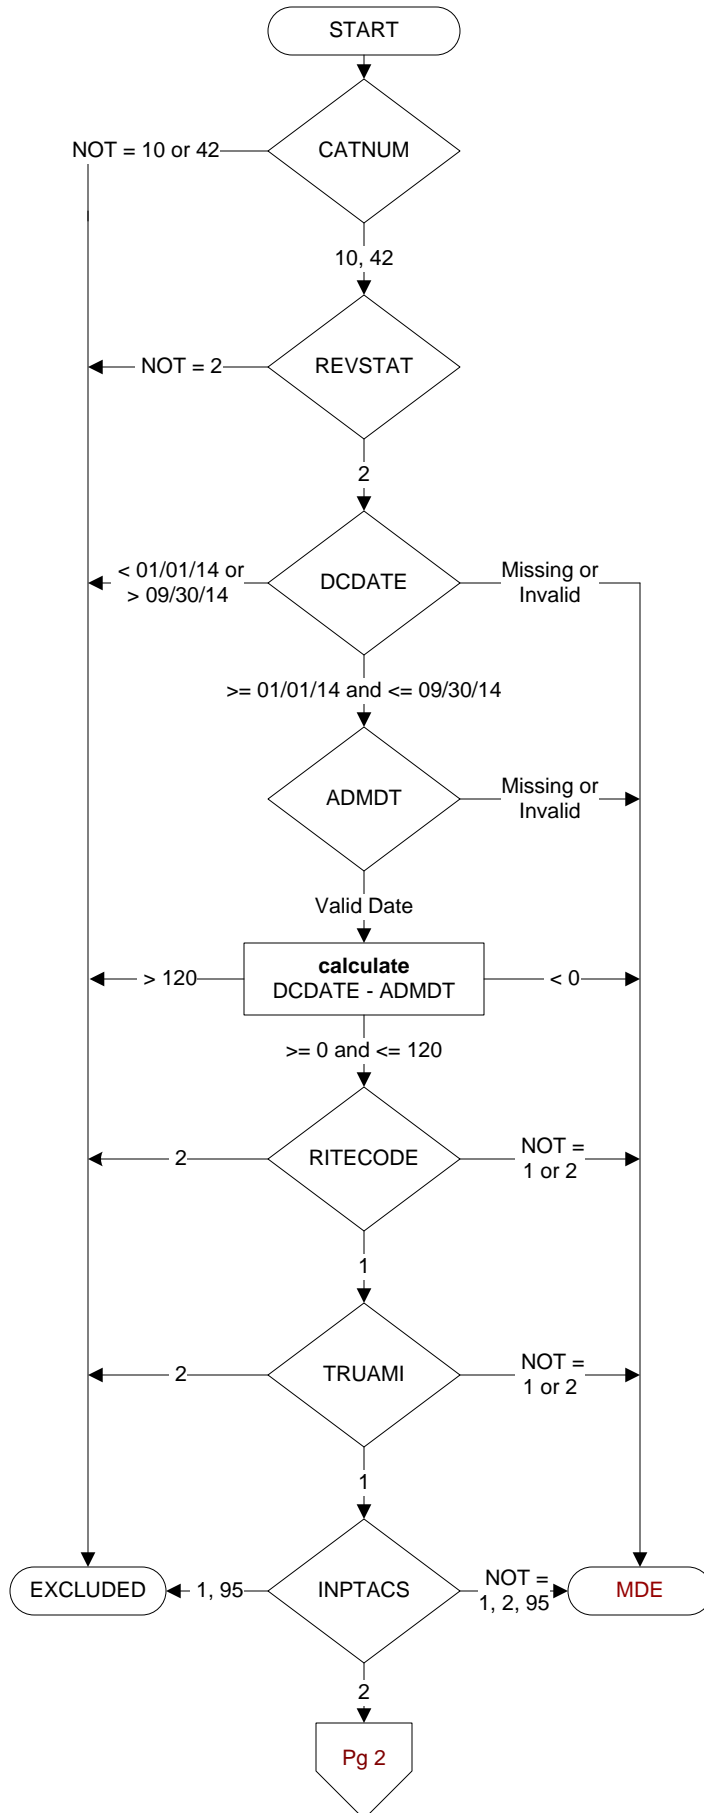 START
CATNUM
NOT = 10 or 42
10, 42
REVSTAT
NOT = 2
2
DCDATE
< 01/01/14 or
> 09/30/14
Missing or
Invalid
>= 01/01/14 and <= 09/30/14
ADMDT
Missing or
Invalid
Valid Date
calculate
DCDATE - ADMDT
> 120
< 0
>= 0 and <= 120
RITECODE
2
NOT =
1 or 2
1
TRUAMI
2
NOT =
1 or 2
1
EXCLUDED
1, 95
INPTACS
NOT =
1, 2, 95
MDE
2
Pg 2